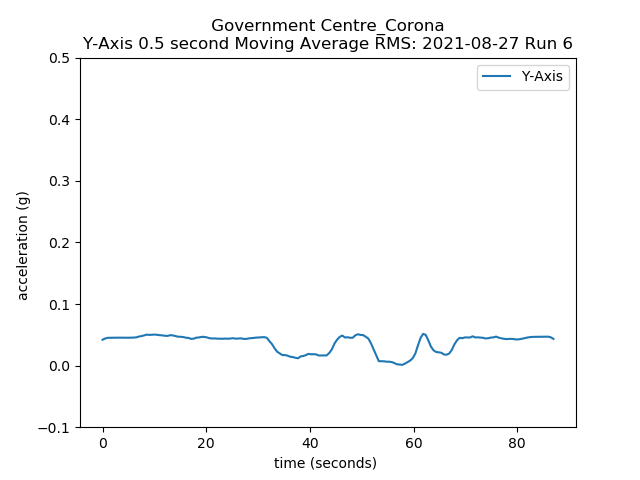 Government Centre_Corona
Y-Axis 0.5 second Moving Average RMS: 2021-08-27 Run 6
Y-Axis
0.5
0.4
0.3
0.2
0.1
0.0
−0.1
acceleration (g)
0 20 40 60 80
time (seconds)